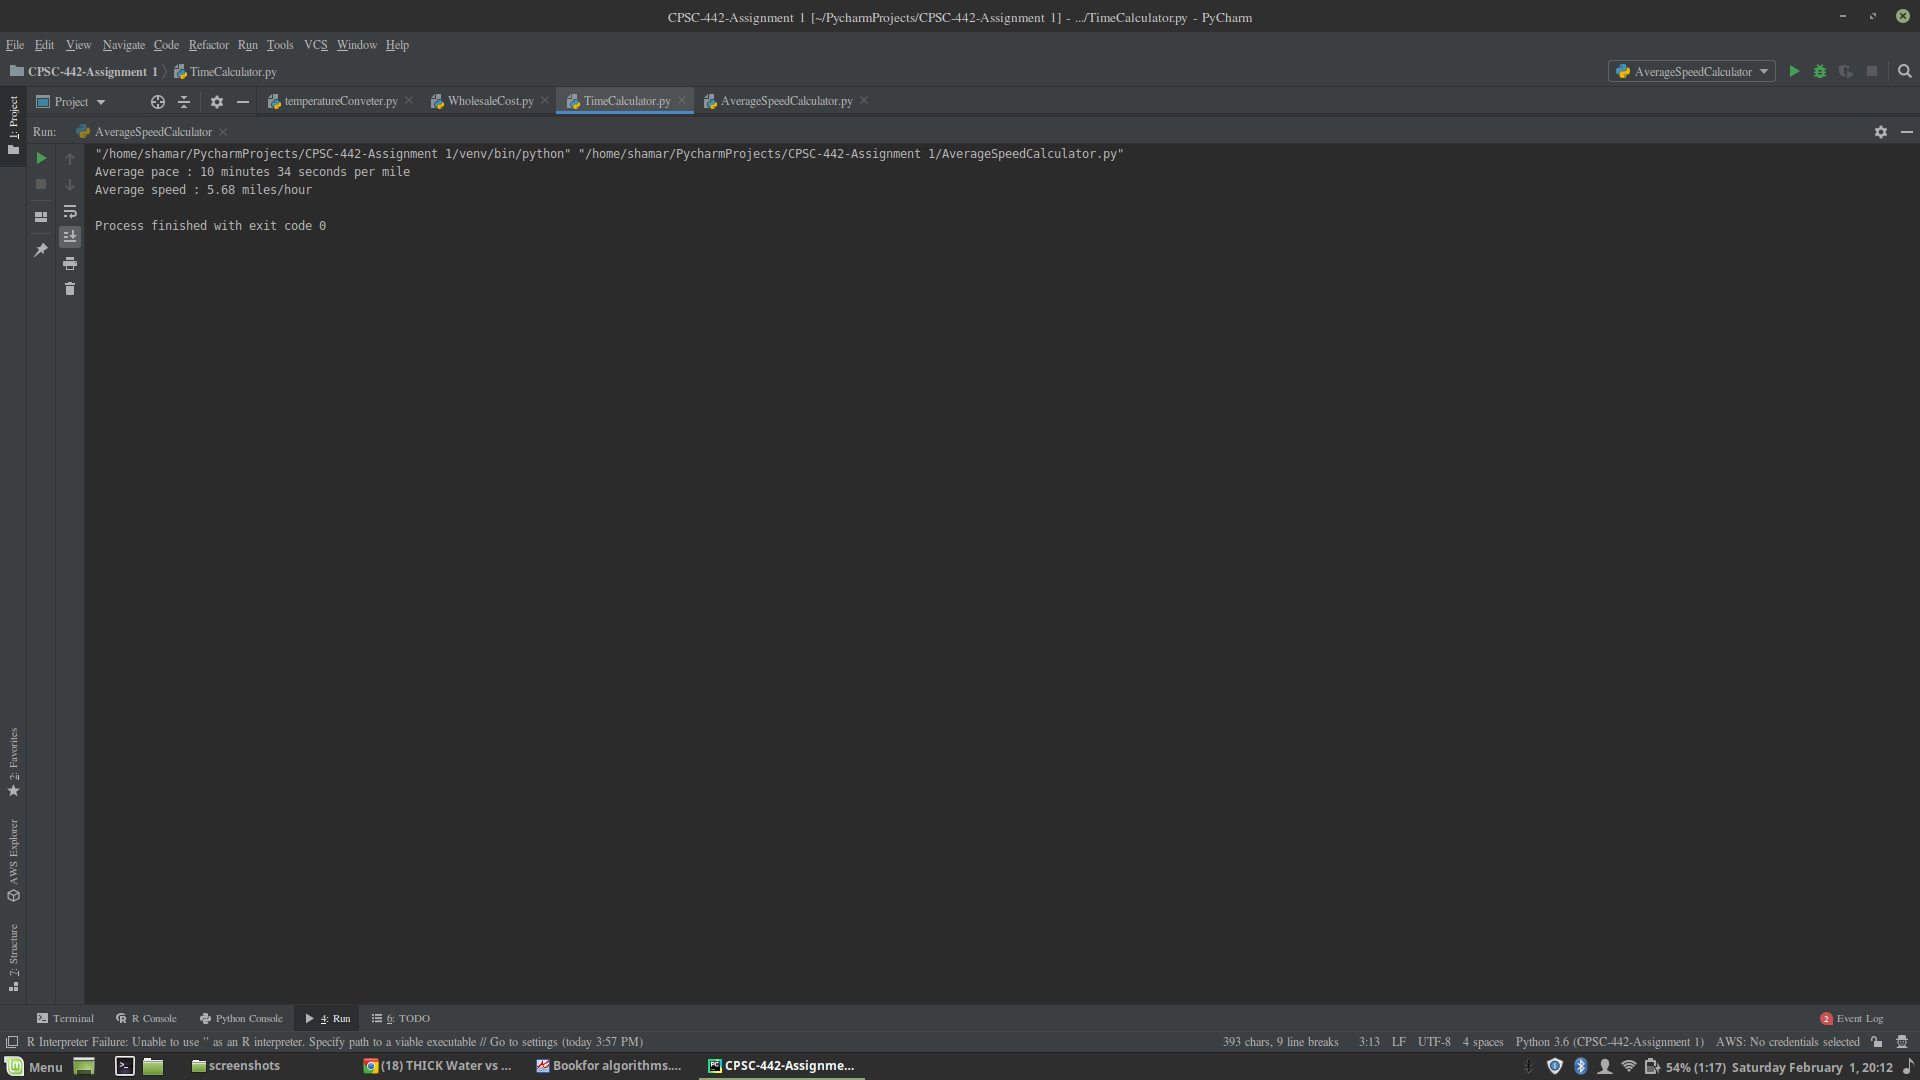 CPSC-442-Assignment 1 [~/PycharmProjects/CPSC-442-Assignment 1] - .../TimeCalculator.py - PyCharm
File Edit View Navigate Code Refactor Run Tools VCS Window Help
CPSC-442-Assignment 1 TimeCalculator.py AverageSpeedCalculator
1: Project
Project temperatureConveter.py WholesaleCost.py TimeCalculator.py AverageSpeedCalculator.py
Run: AverageSpeedCalculator
"/home/shamar/PycharmProjects/CPSC-442-Assignment 1/venv/bin/python" "/home/shamar/PycharmProjects/CPSC-442-Assignment 1/AverageSpeedCalculator.py"
Average pace : 10 minutes 34 seconds per mile
Average speed : 5.68 miles/hour
Process finished with exit code 0
2: Favorites
AWS Explorer
7: Structure
Terminal R Console Python Console 4: Run 6: TODO 2 Event Log
R Interpreter Failure: Unable to use '' as an R interpreter. Specify path to a viable executable // Go to settings (today 3:57 PM) 393 chars, 9 line breaks 3:13 LF UTF-8 4 spaces Python 3.6 (CPSC-442-Assignment 1) AWS: No credentials selected
Menu screenshots (18) THICK Water vs ... Bookfor algorithms.... CPSC-442-Assignme... 54% (1:17) Saturday February 1, 20:12